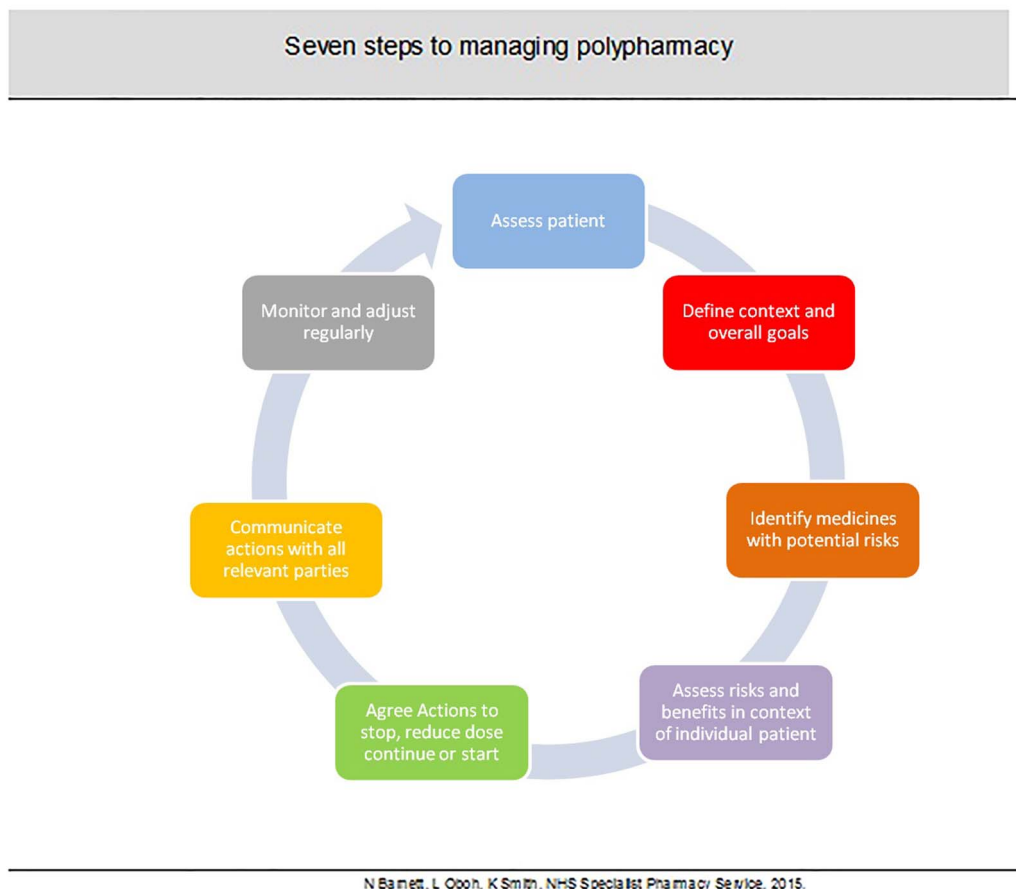 Seven steps to managing polypharmacy
Assess patient
Define context and
overall goals
Identify medicines
with potential risks
Assess risks and
benefits in context
of individual patient
Agree Actions to
stop, reduce dose
continue or start
Communicate
actions with all
relevant parties
Monitor and adjust
regularly
N Barnett, L Oboh, K Smith, NHS Specialist Pharmacy Service, 2015.